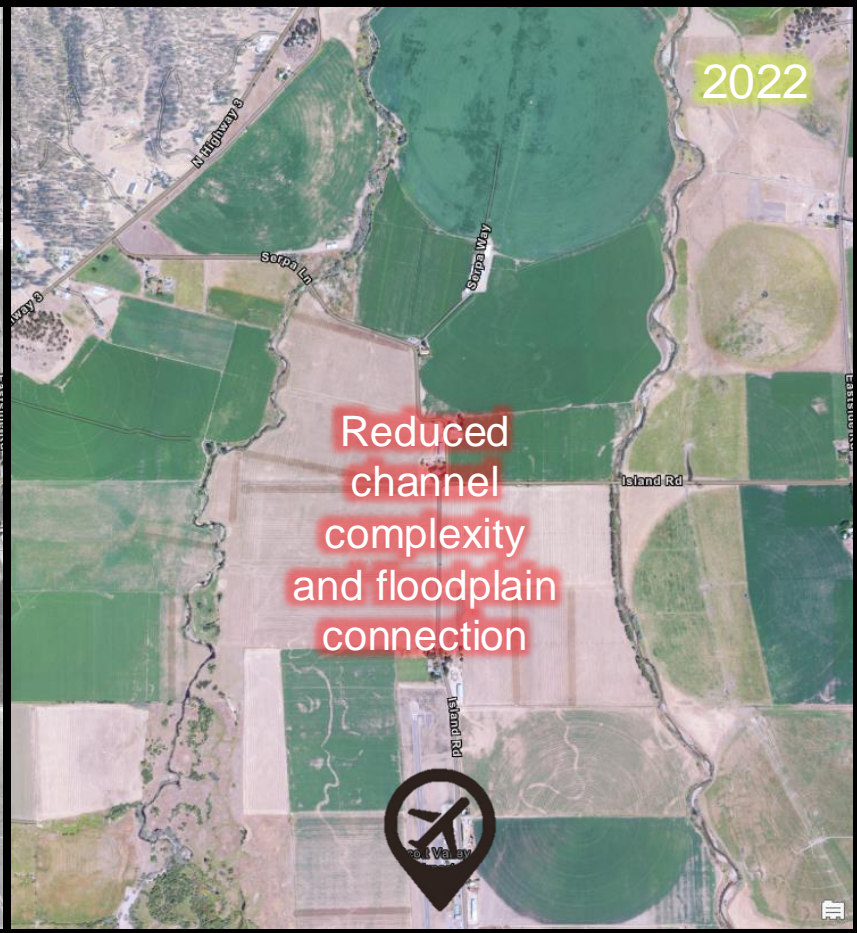 2022
N Highway 3
Serpa Ln
Serpa Way
way 3
Reduced
channel
complexity
and floodplain
connection
Island Rd
Island Rd